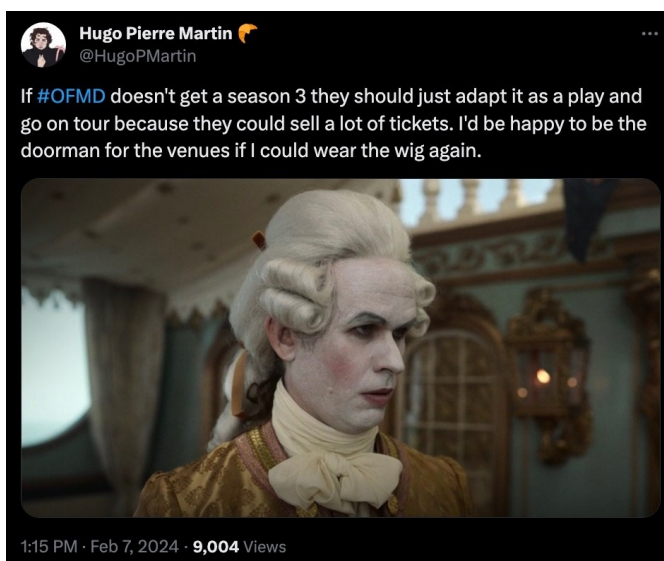 Hugo Pierre Martin 🥐
@HugoPMartin
If #OFMD doesn't get a season 3 they should just adapt it as a play and
go on tour because they could sell a lot of tickets. I'd be happy to be the
doorman for the venues if I could wear the wig again.
1:15 PM · Feb 7, 2024 · 9,004 Views